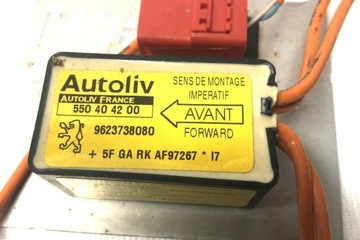 Autoliv
AUTOLIV FRANCE
550 40 42 00
9623738080
SENS DE MONTAGE
IMPERATIF
AVANT
FORWARD
+ 5F GA RK AF97267 * I7